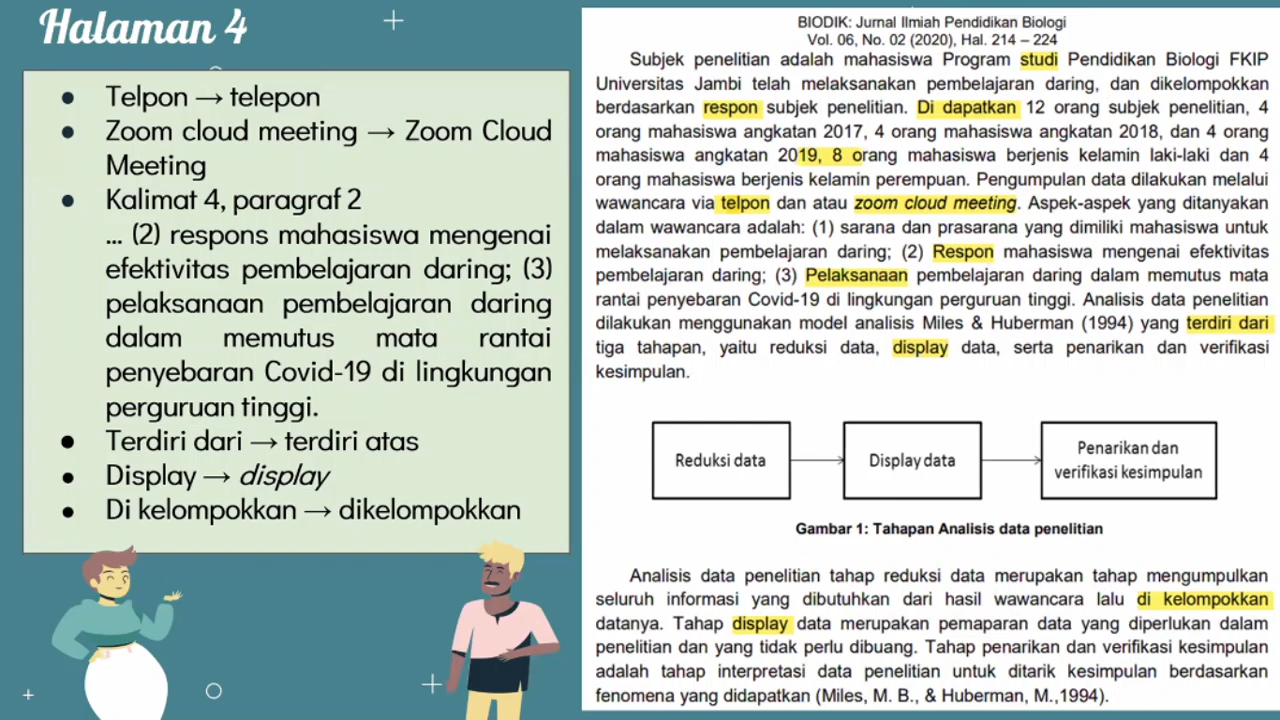 Halaman 4
● Telpon → telepon
● Zoom cloud meeting → Zoom Cloud
Meeting
● Kalimat 4, paragraf 2
... (2) respons mahasiswa mengenai
efektivitas pembelajaran daring; (3)
pelaksanaan pembelajaran daring
dalam memutus mata rantai
penyebaran Covid-19 di lingkungan
perguruan tinggi.
● Terdiri dari → terdiri atas
● Display → display
● Di kelompokkan → dikelompokkan
BIODIK: Jurnal Ilmiah Pendidikan Biologi
Vol. 06, No. 02 (2020), Hal. 214 – 224
Subjek penelitian adalah mahasiswa Program studi Pendidikan Biologi FKIP
Universitas Jambi telah melaksanakan pembelajaran daring, dan dikelompokkan
berdasarkan respon subjek penelitian. Di dapatkan 12 orang subjek penelitian, 4
orang mahasiswa angkatan 2017, 4 orang mahasiswa angkatan 2018, dan 4 orang
mahasiswa angkatan 2019, 8 orang mahasiswa berjenis kelamin laki-laki dan 4
orang mahasiswa berjenis kelamin perempuan. Pengumpulan data dilakukan melalui
wawancara via telpon dan atau zoom cloud meeting. Aspek-aspek yang ditanyakan
dalam wawancara adalah: (1) sarana dan prasarana yang dimiliki mahasiswa untuk
melaksanakan pembelajaran daring; (2) Respon mahasiswa mengenai efektivitas
pembelajaran daring; (3) Pelaksanaan pembelajaran daring dalam memutus mata
rantai penyebaran Covid-19 di lingkungan perguruan tinggi. Analisis data penelitian
dilakukan menggunakan model analisis Miles & Huberman (1994) yang terdiri dari
tiga tahapan, yaitu reduksi data, display data, serta penarikan dan verifikasi
kesimpulan.
Reduksi data
Display data
Penarikan dan
verifikasi kesimpulan
Gambar 1: Tahapan Analisis data penelitian
Analisis data penelitian tahap reduksi data merupakan tahap mengumpulkan
seluruh informasi yang dibutuhkan dari hasil wawancara lalu di kelompokkan
datanya. Tahap display data merupakan pemaparan data yang diperlukan dalam
penelitian dan yang tidak perlu dibuang. Tahap penarikan dan verifikasi kesimpulan
adalah tahap interpretasi data penelitian untuk ditarik kesimpulan berdasarkan
fenomena yang didapatkan (Miles, M. B., & Huberman, M.,1994).